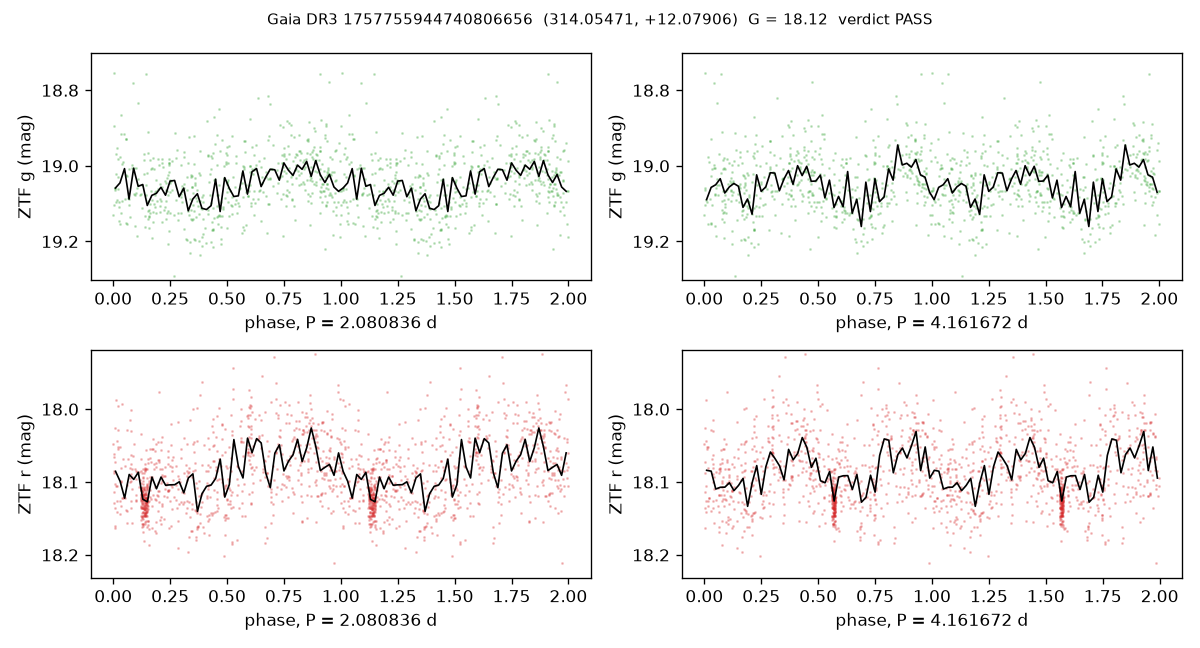 Gaia DR3 1757755944740806656 (314.05471, +12.07906) G = 18.12 verdict PASS
ZTF g (mag)
18.8
19.0
19.2
0.00 0.25 0.50 0.75 1.00 1.25 1.50 1.75 2.00
phase, P = 2.080836 d
ZTF g (mag)
18.8
19.0
19.2
0.00 0.25 0.50 0.75 1.00 1.25 1.50 1.75 2.00
phase, P = 4.161672 d
ZTF r (mag)
18.0
18.1
18.2
0.00 0.25 0.50 0.75 1.00 1.25 1.50 1.75 2.00
phase, P = 2.080836 d
ZTF r (mag)
18.0
18.1
18.2
0.00 0.25 0.50 0.75 1.00 1.25 1.50 1.75 2.00
phase, P = 4.161672 d